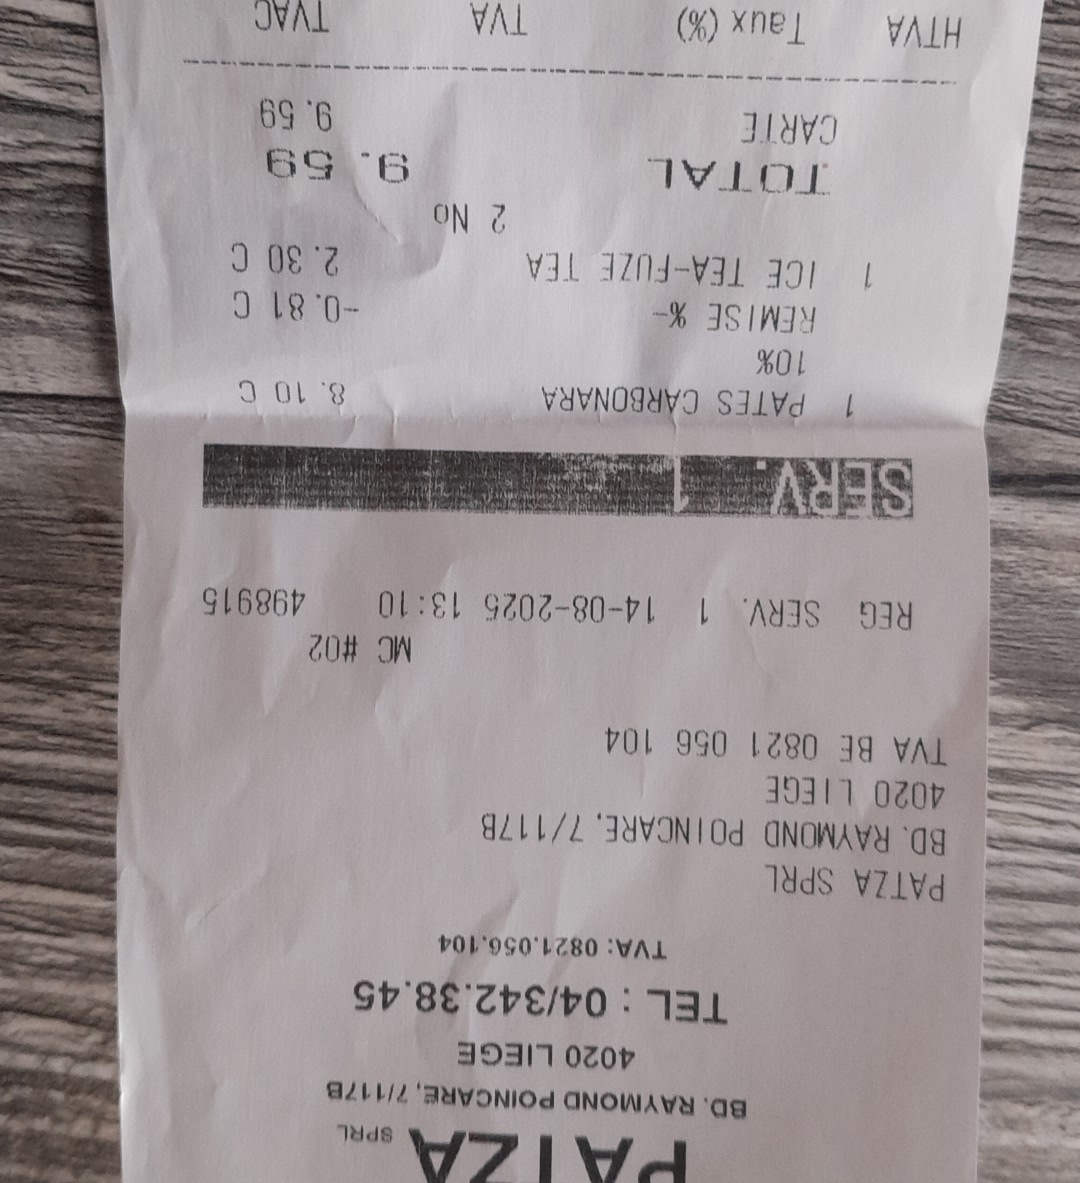 PATZA SPRL
BD. RAYMOND POINCARE, 7/117B
4020 LIEGE
TEL : 04/342.38.45
TVA: 0821.056.104
PATZA SPRL
BD. RAYMOND POINCARE, 7/117B
4020 LIEGE
TVA BE 0821 056 104
MC #02
REG SERV. 1 14-08-2025 13:10 498915
SERV. 1
1 PATES CARBONARA 8.10 C
10%
REMISE %- -0.81 C
1 ICE TEA-FUZE TEA 2.30 C
2 No
TOTAL 9.59
CARTE 9.59
HTVA Taux (%) TVA TVAC